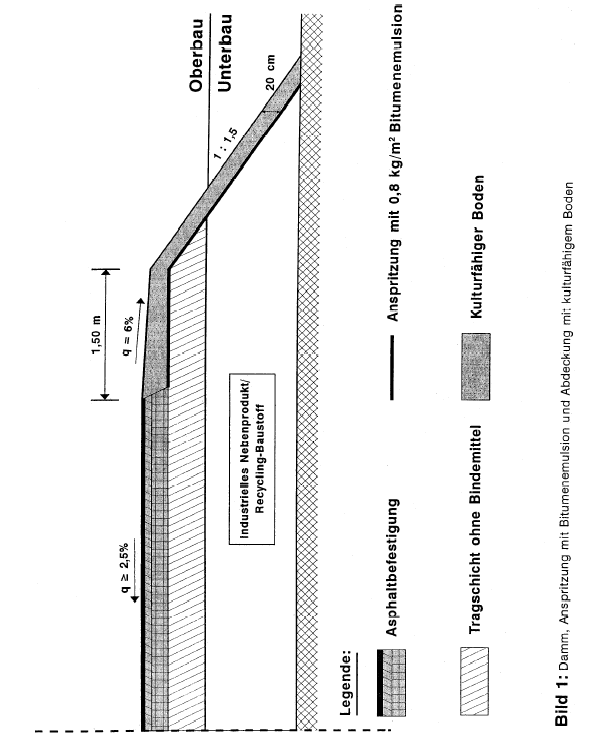 1,50 m
q ≥ 2,5%
q = 6%
1 : 1,5
20 cm
Oberbau
Unterbau
Industrielles Nebenprodukt/
Recycling-Baustoff
Legende:
Asphaltbefestigung
Anspritzung mit 0,8 kg/m² Bitumenemulsion
Tragschicht ohne Bindemittel
Kulturfähiger Boden
Bild 1: Damm, Anspritzung mit Bitumenemulsion und Abdeckung mit kulturfähigem Boden